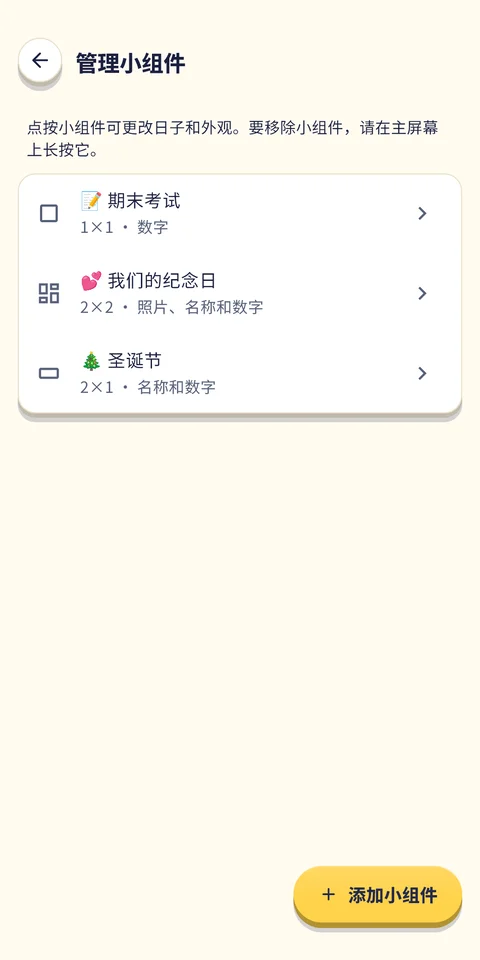 管理小组件
点按小组件可更改日子和外观。要移除小组件，请在主屏幕
上长按它。
📝 期末考试
1×1 · 数字
💕 我们的纪念日
2×2 · 照片、名称和数字
🎄 圣诞节
2×1 · 名称和数字
+ 添加小组件